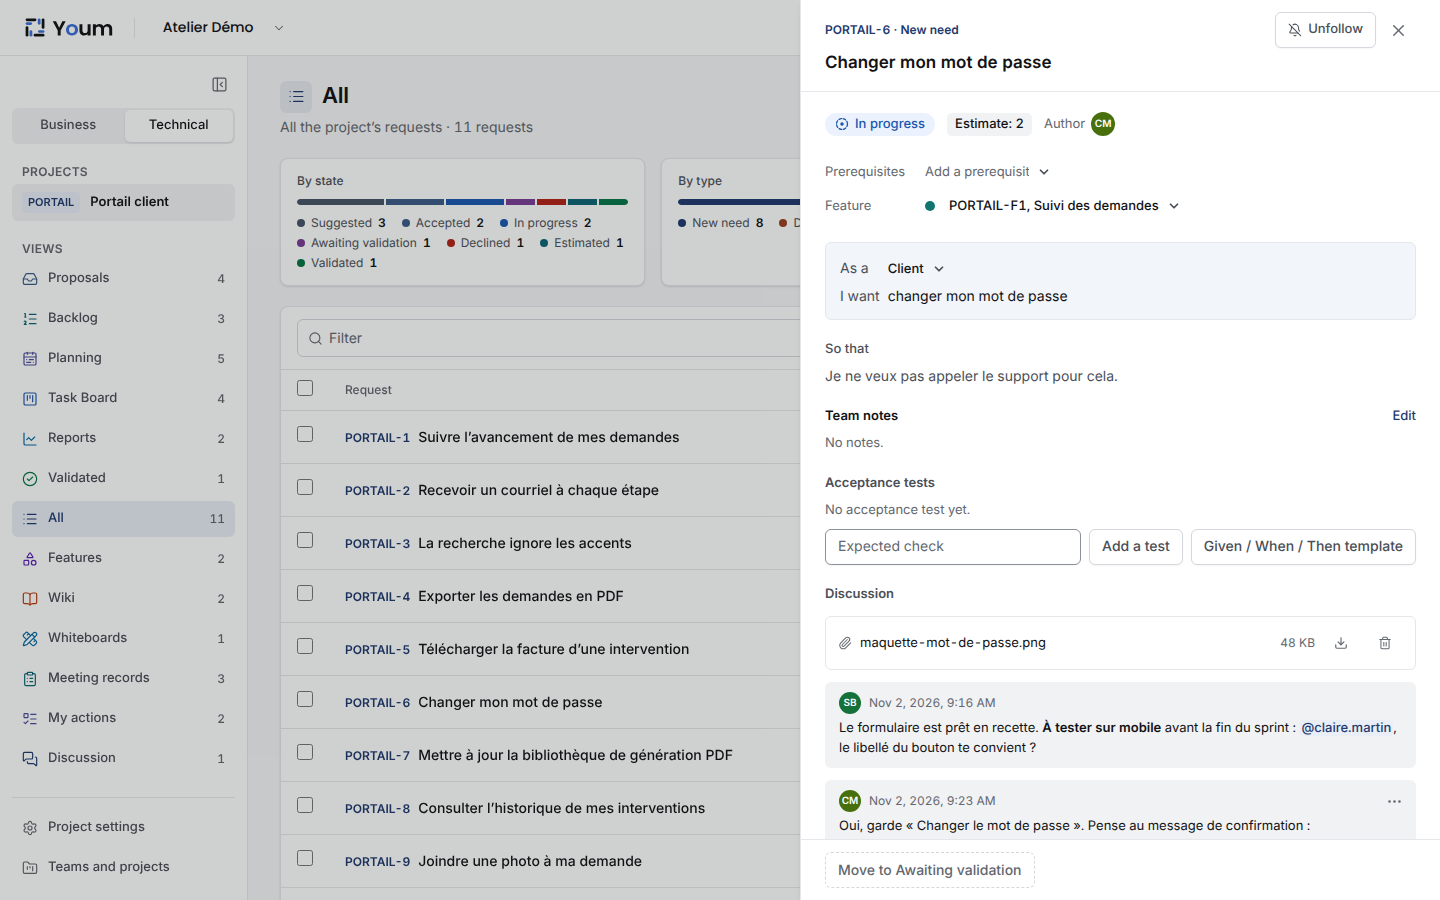 Youm
Atelier Démo
Business
Technical
PROJECTS
PORTAIL Portail client
VIEWS
Proposals 4
Backlog 3
Planning 5
Task Board 4
Reports 2
Validated 1
All 11
Features 2
Wiki 2
Whiteboards 1
Meeting records 3
My actions 2
Discussion 1
Project settings
Teams and projects
All
All the project's requests · 11 requests
By state
Suggested 3 Accepted 2 In progress 2
Awaiting validation 1 Declined 1 Estimated 1
Validated 1
By type
New need 8 D
Filter
Request
PORTAIL-1 Suivre l'avancement de mes demandes
PORTAIL-2 Recevoir un courriel à chaque étape
PORTAIL-3 La recherche ignore les accents
PORTAIL-4 Exporter les demandes en PDF
PORTAIL-5 Télécharger la facture d'une intervention
PORTAIL-6 Changer mon mot de passe
PORTAIL-7 Mettre à jour la bibliothèque de génération PDF
PORTAIL-8 Consulter l'historique de mes interventions
PORTAIL-9 Joindre une photo à ma demande
PORTAIL-6 · New need
Unfollow
Changer mon mot de passe
In progress Estimate: 2 Author CM
Prerequisites Add a prerequisit
Feature PORTAIL-F1, Suivi des demandes
As a Client
I want changer mon mot de passe
So that
Je ne veux pas appeler le support pour cela.
Team notes Edit
No notes.
Acceptance tests
No acceptance test yet.
Expected check Add a test Given / When / Then template
Discussion
maquette-mot-de-passe.png 48 KB
SB Nov 2, 2026, 9:16 AM
Le formulaire est prêt en recette. À tester sur mobile avant la fin du sprint : @claire.martin,
le libellé du bouton te convient ?
CM Nov 2, 2026, 9:23 AM
Oui, garde « Changer le mot de passe ». Pense au message de confirmation :
Move to Awaiting validation